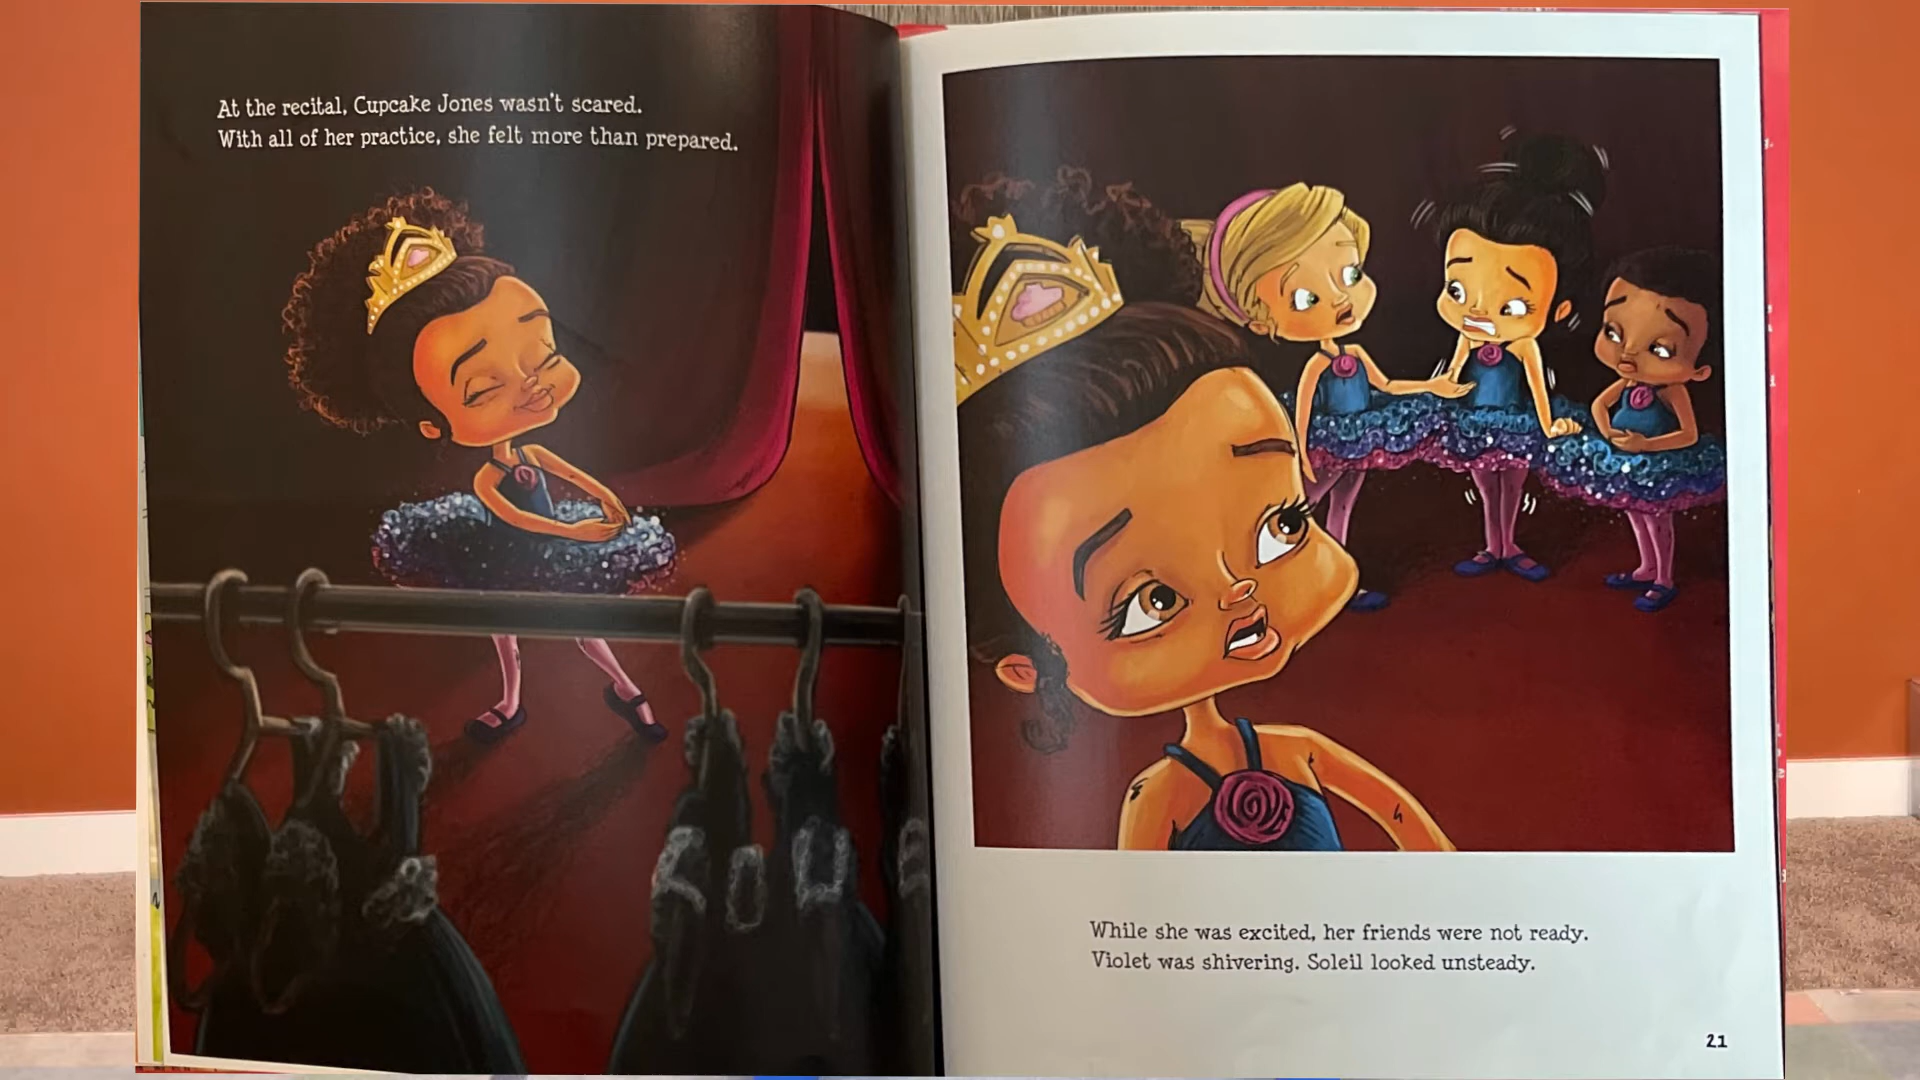 At the recital, Cupcake Jones wasn't scared.
With all of her practice, she felt more than prepared.
While she was excited, her friends were not ready.
Violet was shivering. Soleil looked unsteady.
21